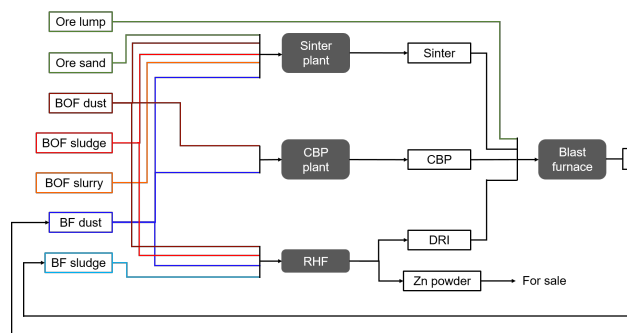 Ore lump
Ore sand
BOF dust
BOF sludge
BOF slurry
BF dust
BF sludge
Sinter
plant
CBP
plant
RHF
Sinter
CBP
DRI
Zn powder
For sale
Blast
furnace